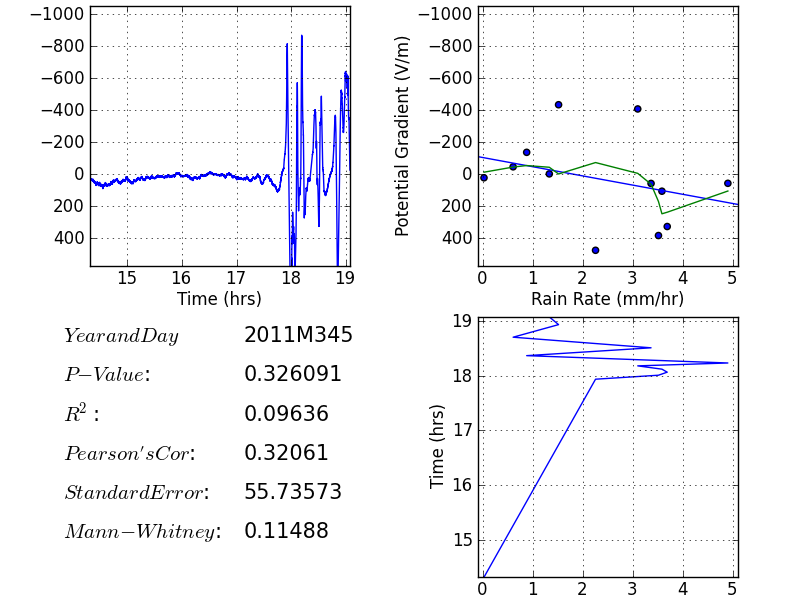 −1000
−800
−600
−400
−200
0
200
400
15 16 17 18 19
Time (hrs)
Potential Gradient (V/m)
−1000
−800
−600
−400
−200
0
200
400
0 1 2 3 4 5
Rain Rate (mm/hr)
YearandDay 2011M345
P−Value: 0.326091
R²: 0.09636
Pearson'sCor: 0.32061
StandardError: 55.73573
Mann−Whitney: 0.11488
Time (hrs)
19
18
17
16
15
0 1 2 3 4 5